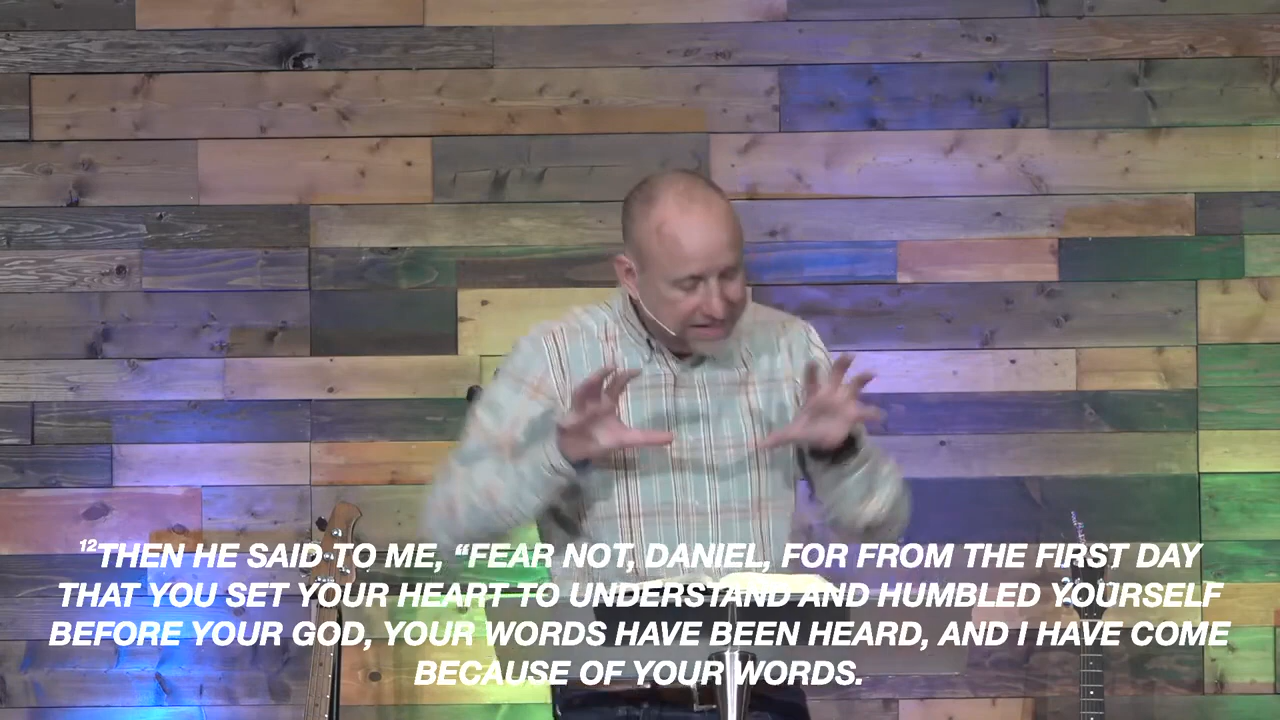 ¹²THEN HE SAID TO ME, “FEAR NOT, DANIEL, FOR FROM THE FIRST DAY
THAT YOU SET YOUR HEART TO UNDERSTAND AND HUMBLED YOURSELF
BEFORE YOUR GOD, YOUR WORDS HAVE BEEN HEARD, AND I HAVE COME
BECAUSE OF YOUR WORDS.